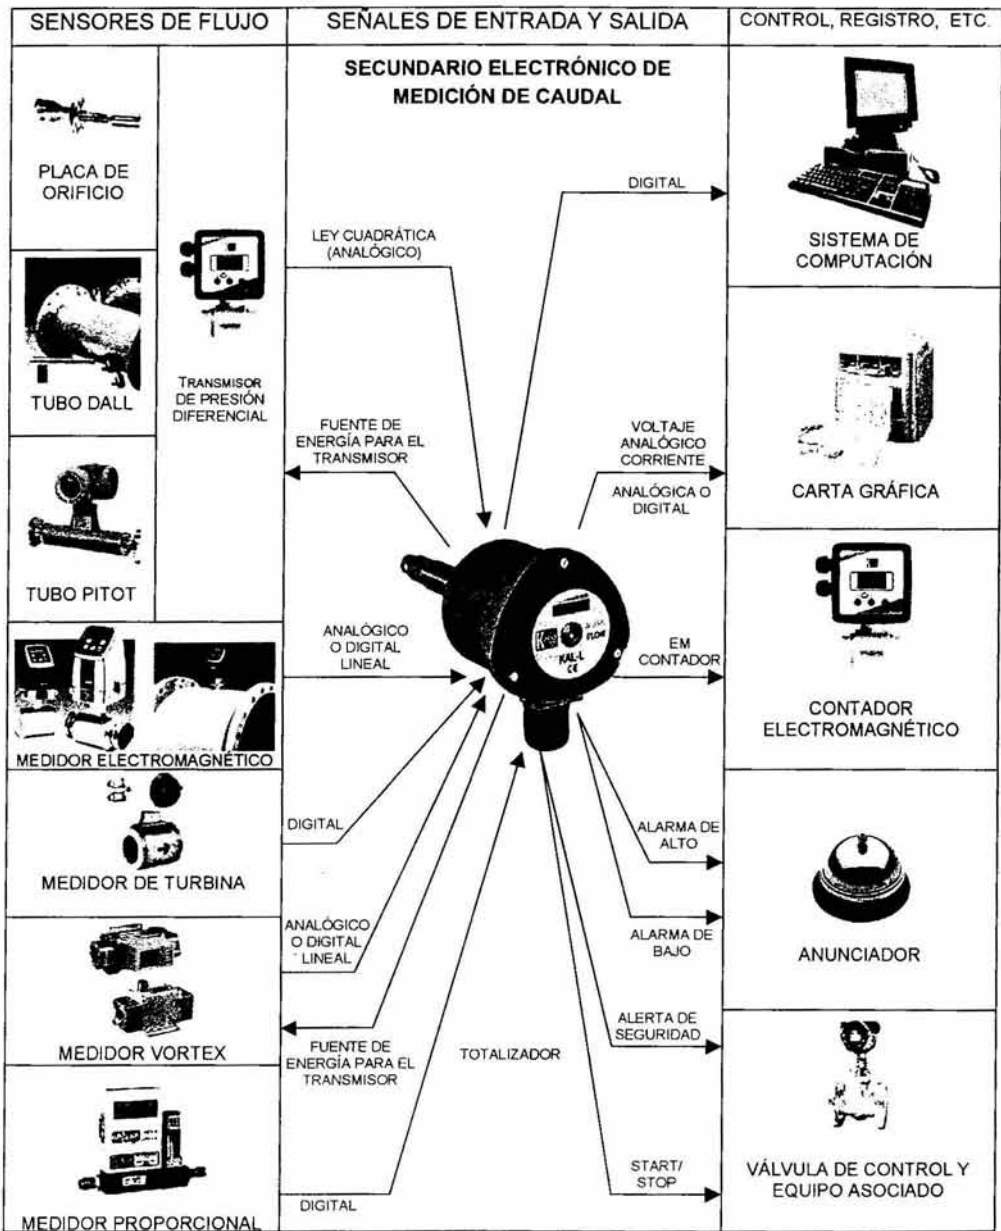 SENSORES DE FLUJO
SEÑALES DE ENTRADA Y SALIDA
CONTROL, REGISTRO, ETC.
SECUNDARIO ELECTRÓNICO DE
MEDICIÓN DE CAUDAL
PLACA DE
ORIFICIO
TUBO DALL
TUBO PITOT
TRANSMISOR
DE PRESIÓN
DIFERENCIAL
MEDIDOR ELECTROMAGNÉTICO
MEDIDOR DE TURBINA
MEDIDOR VORTEX
MEDIDOR PROPORCIONAL
LEY CUADRÁTICA
(ANALÓGICO)
FUENTE DE
ENERGÍA PARA EL
TRANSMISOR
ANALÓGICO
O DIGITAL
LINEAL
DIGITAL
ANALÓGICO
O DIGITAL
LINEAL
FUENTE DE
ENERGÍA PARA EL
TRANSMISOR
DIGITAL
TOTALIZADOR
KAL-L
CE
DIGITAL
VOLTAJE
ANALÓGICO
CORRIENTE
ANALÓGICA O
DIGITAL
EM
CONTADOR
ALARMA DE
ALTO
ALARMA DE
BAJO
ALERTA DE
SEGURIDAD
START/
STOP
SISTEMA DE
COMPUTACIÓN
CARTA GRÁFICA
CONTADOR
ELECTROMAGNÉTICO
ANUNCIADOR
VÁLVULA DE CONTROL Y
EQUIPO ASOCIADO